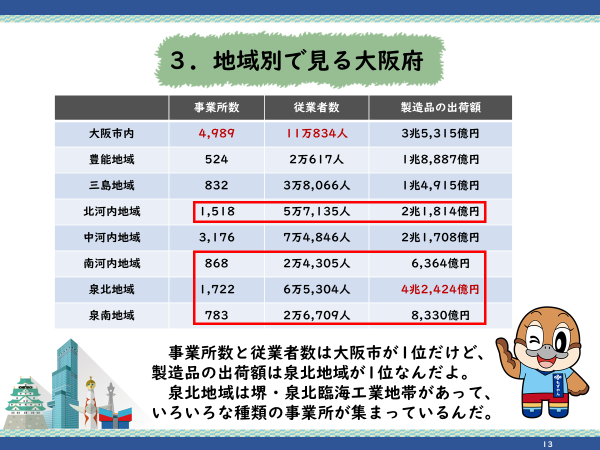 3．地域別で見る大阪府
事業所数 従業者数 製造品の出荷額
大阪市内 4,989 11万834人 3兆5,315億円
豊能地域 524 2万617人 1兆8,887億円
三島地域 832 3万8,066人 1兆4,915億円
北河内地域 1,518 5万7,135人 2兆1,814億円
中河内地域 3,176 7万4,846人 2兆1,708億円
南河内地域 868 2万4,305人 6,364億円
泉北地域 1,722 6万5,304人 4兆2,424億円
泉南地域 783 2万6,709人 8,330億円
事業所数と従業者数は大阪市が1位だけど、
製造品の出荷額は泉北地域が1位なんだよ。
泉北地域は堺・泉北臨海工業地帯があって、
いろいろな種類の事業所が集まっているんだ。
13